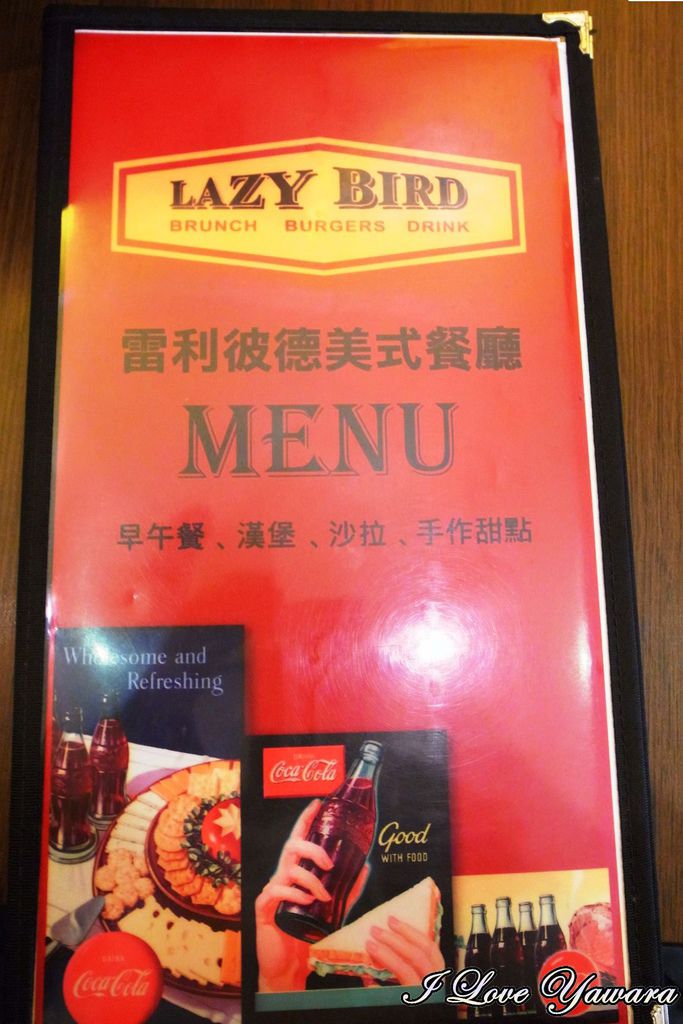 LAZY BIRD
BRUNCH BURGERS DRINK
雷利彼德美式餐廳
MENU
早午餐、漢堡、沙拉、手作甜點
Wholesome and
Refreshing
Coca-Cola
Good
WITH FOOD
DRINK
Coca-Cola
I Love Yawara